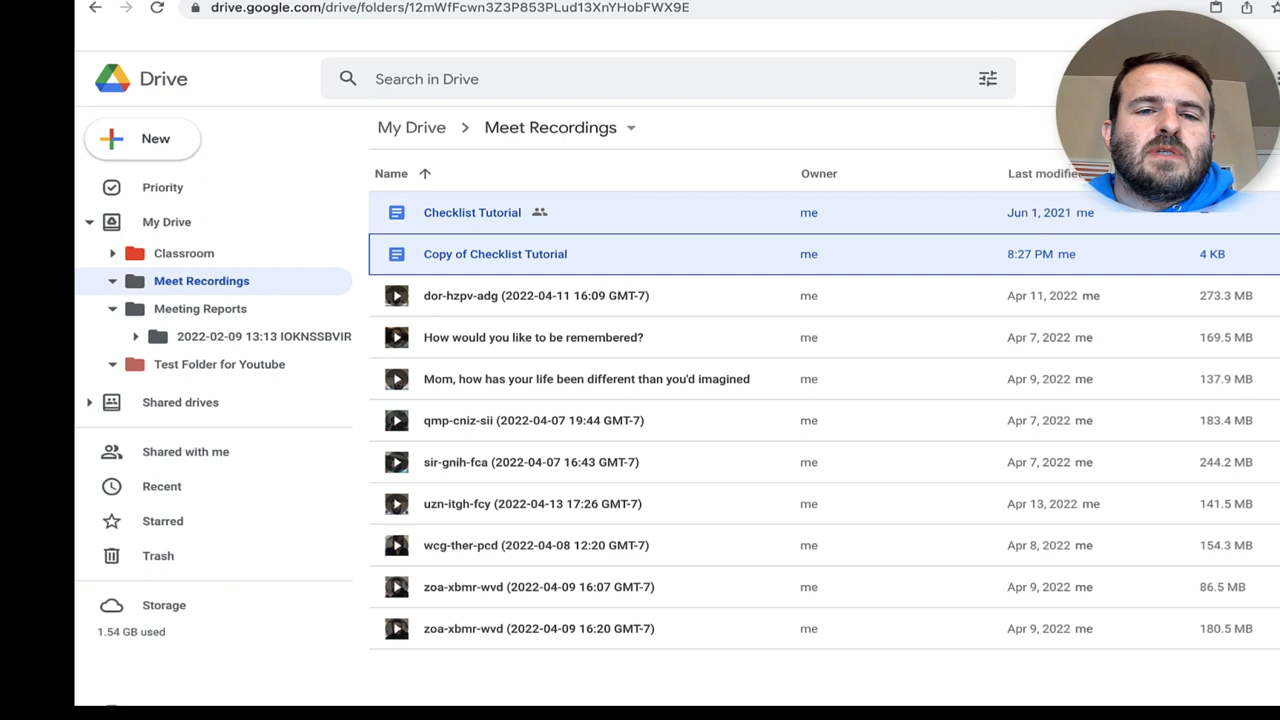 drive.google.com/drive/folders/12mWfFcwn3Z3P853PLud13XnYHobFWX9E
Drive
Search in Drive
New
My Drive > Meet Recordings
Name
Owner
Last modifie
Priority
My Drive
Classroom
Meet Recordings
Meeting Reports
2022-02-09 13:13 IOKNSSBVIR
Test Folder for Youtube
Shared drives
Shared with me
Recent
Starred
Trash
Storage
1.54 GB used
Checklist Tutorial me Jun 1, 2021 me
Copy of Checklist Tutorial me 8:27 PM me 4 KB
dor-hzpv-adg (2022-04-11 16:09 GMT-7) me Apr 11, 2022 me 273.3 MB
How would you like to be remembered? me Apr 7, 2022 me 169.5 MB
Mom, how has your life been different than you'd imagined me Apr 9, 2022 me 137.9 MB
qmp-cniz-sii (2022-04-07 19:44 GMT-7) me Apr 7, 2022 me 183.4 MB
sir-gnih-fca (2022-04-07 16:43 GMT-7) me Apr 7, 2022 me 244.2 MB
uzn-itgh-fcy (2022-04-13 17:26 GMT-7) me Apr 13, 2022 me 141.5 MB
wcg-ther-pcd (2022-04-08 12:20 GMT-7) me Apr 8, 2022 me 154.3 MB
zoa-xbmr-wvd (2022-04-09 16:07 GMT-7) me Apr 9, 2022 me 86.5 MB
zoa-xbmr-wvd (2022-04-09 16:20 GMT-7) me Apr 9, 2022 me 180.5 MB